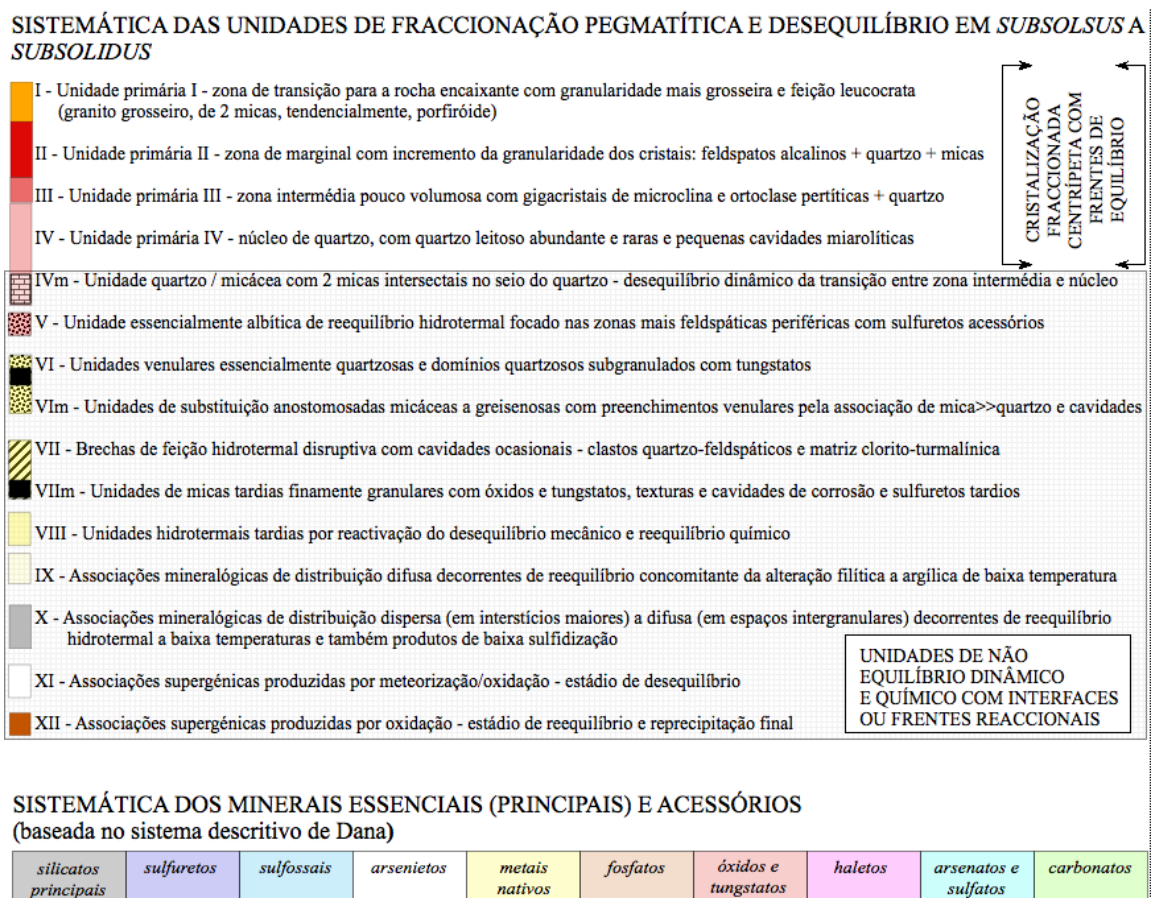 SISTEMÁTICA DAS UNIDADES DE FRACCIONAÇÃO PEGMATÍTICA E DESEQUILÍBRIO EM SUBSOLSUS A
SUBSOLIDUS
I - Unidade primária I - zona de transição para a rocha encaixante com granularidade mais grosseira e feição leucocrata
(granito grosseiro, de 2 micas, tendencialmente, porfiróide)
II - Unidade primária II - zona de marginal com incremento da granularidade dos cristais: feldspatos alcalinos + quartzo + micas
III - Unidade primária III - zona intermédia pouco volumosa com gigacristais de microclina e ortoclase pertíticas + quartzo
IV - Unidade primária IV - núcleo de quartzo, com quartzo leitoso abundante e raras e pequenas cavidades miarolíticas
CRISTALIZAÇÃO
FRACCIONADA
CENTRÍPETA COM
FRENTES DE
EQUILÍBRIO
IVm - Unidade quartzo / micácea com 2 micas intersectais no seio do quartzo - desequilíbrio dinâmico da transição entre zona intermédia e núcleo
V - Unidade essencialmente albítica de reequilíbrio hidrotermal focado nas zonas mais feldspáticas periféricas com sulfuretos acessórios
VI - Unidades venulares essencialmente quartzosas e domínios quartzosos subgranulados com tungstatos
VIm - Unidades de substituição anostomosadas micáceas a greisenosas com preenchimentos venulares pela associação de mica>>quartzo e cavidades
VII - Brechas de feição hidrotermal disruptiva com cavidades ocasionais - clastos quartzo-feldspáticos e matriz clorito-turmalínica
VIIm - Unidades de micas tardias finamente granulares com óxidos e tungstatos, texturas e cavidades de corrosão e sulfuretos tardios
VIII - Unidades hidrotermais tardias por reactivação do desequilíbrio mecânico e reequilíbrio químico
IX - Associações mineralógicas de distribuição difusa decorrentes de reequilíbrio concomitante da alteração filítica a argílica de baixa temperatura
X - Associações mineralógicas de distribuição dispersa (em interstícios maiores) a difusa (em espaços intergranulares) decorrentes de reequilíbrio
hidrotermal a baixa temperaturas e também produtos de baixa sulfidização
XI - Associações supergénicas produzidas por meteorização/oxidação - estádio de desequilíbrio
XII - Associações supergénicas produzidas por oxidação - estádio de reequilíbrio e reprecipitação final
UNIDADES DE NÃO
EQUILÍBRIO DINÂMICO
E QUÍMICO COM INTERFACES
OU FRENTES REACCIONAIS
SISTEMÁTICA DOS MINERAIS ESSENCIAIS (PRINCIPAIS) E ACESSÓRIOS
(baseada no sistema descritivo de Dana)
silicatos principais
sulfuretos
sulfossais
arsenietos
metais nativos
fosfatos
óxidos e tungstatos
haletos
arsenatos e sulfatos
carbonatos